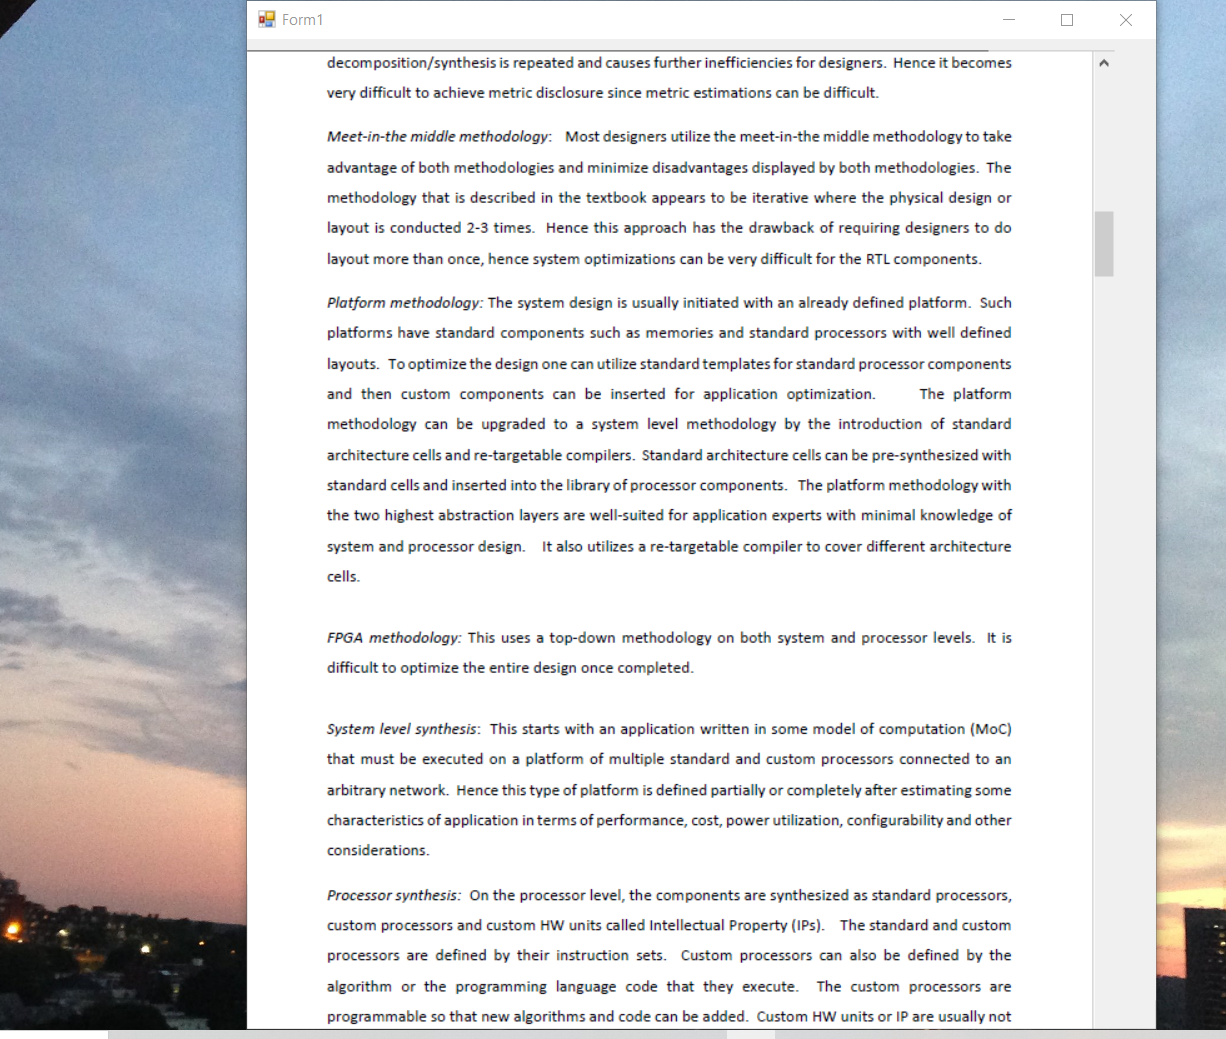 Form1
decomposition/synthesis is repeated and causes further inefficiencies for designers. Hence it becomes
very difficult to achieve metric disclosure since metric estimations can be difficult.
Meet-in-the middle methodology: Most designers utilize the meet-in-the middle methodology to take
advantage of both methodologies and minimize disadvantages displayed by both methodologies. The
methodology that is described in the textbook appears to be iterative where the physical design or
layout is conducted 2-3 times. Hence this approach has the drawback of requiring designers to do
layout more than once, hence system optimizations can be very difficult for the RTL components.
Platform methodology: The system design is usually initiated with an already defined platform. Such
platforms have standard components such as memories and standard processors with well defined
layouts. To optimize the design one can utilize standard templates for standard processor components
and then custom components can be inserted for application optimization. The platform
methodology can be upgraded to a system level methodology by the introduction of standard
architecture cells and re-targetable compilers. Standard architecture cells can be pre-synthesized with
standard cells and inserted into the library of processor components. The platform methodology with
the two highest abstraction layers are well-suited for application experts with minimal knowledge of
system and processor design. It also utilizes a re-targetable compiler to cover different architecture
cells.
FPGA methodology: This uses a top-down methodology on both system and processor levels. It is
difficult to optimize the entire design once completed.
System level synthesis: This starts with an application written in some model of computation (MoC)
that must be executed on a platform of multiple standard and custom processors connected to an
arbitrary network. Hence this type of platform is defined partially or completely after estimating some
characteristics of application in terms of performance, cost, power utilization, configurability and other
considerations.
Processor synthesis: On the processor level, the components are synthesized as standard processors,
custom processors and custom HW units called Intellectual Property (IPs). The standard and custom
processors are defined by their instruction sets. Custom processors can also be defined by the
algorithm or the programming language code that they execute. The custom processors are
programmable so that new algorithms and code can be added. Custom HW units or IP are usually not